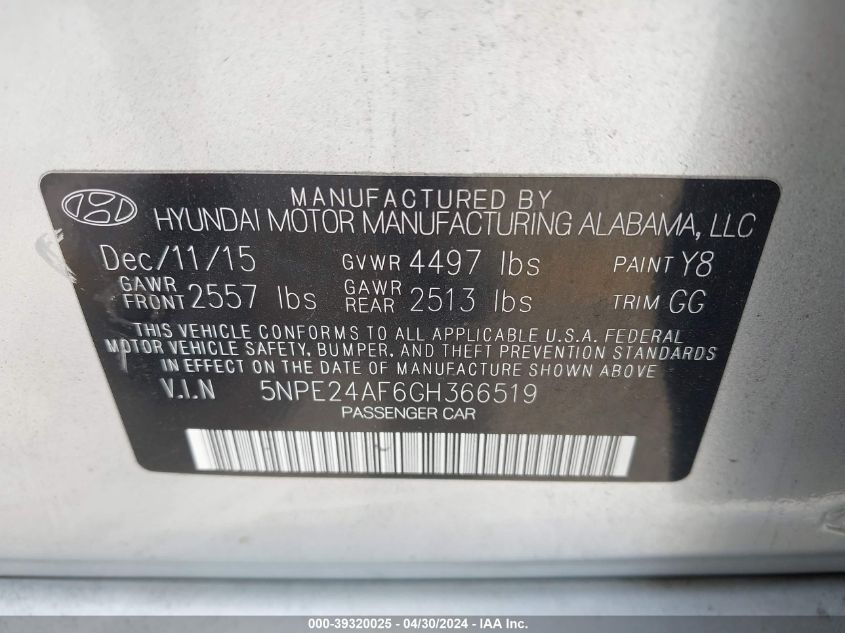 MANUFACTURED BY
HYUNDAI MOTOR MANUFACTURING ALABAMA, LLC
Dec/11/15 GVWR 4497 lbs PAINT Y8
GAWR FRONT 2557 lbs GAWR REAR 2513 lbs TRIM GG
THIS VEHICLE CONFORMS TO ALL APPLICABLE U.S.A. FEDERAL
MOTOR VEHICLE SAFETY, BUMPER, AND THEFT PREVENTION STANDARDS
IN EFFECT ON THE DATE OF MANUFACTURE SHOWN ABOVE
V.I.N 5NPE24AF6GH366519
PASSENGER CAR
000-39320025 - 04/30/2024 - IAA Inc.